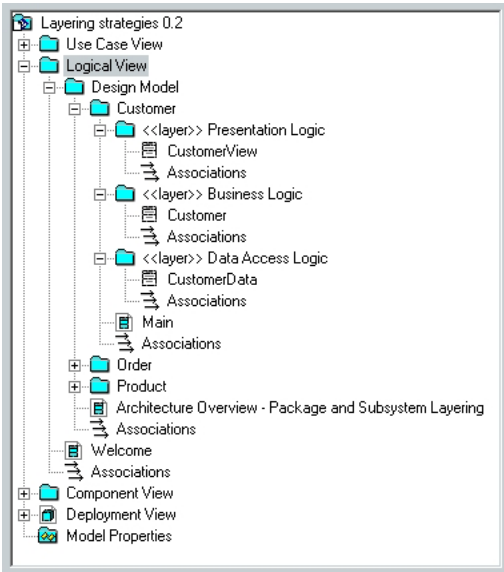 Layering strategies 0.2
Use Case View
Logical View
Design Model
Customer
<<layer>> Presentation Logic
CustomerView
Associations
<<layer>> Business Logic
Customer
Associations
<<layer>> Data Access Logic
CustomerData
Associations
Main
Associations
Order
Product
Architecture Overview - Package and Subsystem Layering
Associations
Welcome
Associations
Component View
Deployment View
Model Properties